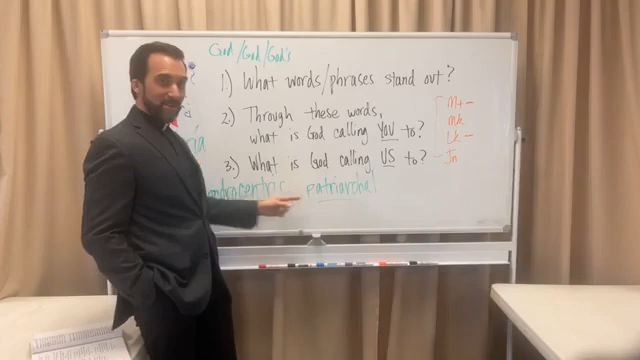 God/God/God's
1.) What words/phrases stand out?
2.) Through these words,
what is God calling YOU to?
3.) What is God calling US to?
patriarchal
Mt
Mk
Lk
Jn